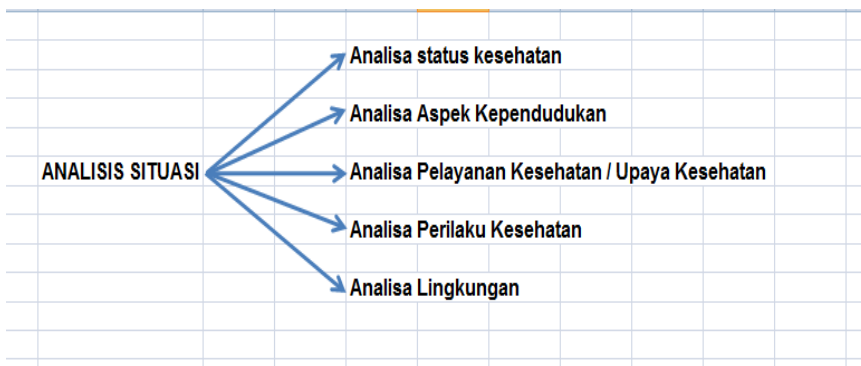 Analisa status kesehatan
Analisa Aspek Kependudukan
ANALISIS SITUASI
Analisa Pelayanan Kesehatan / Upaya Kesehatan
Analisa Perilaku Kesehatan
Analisa Lingkungan